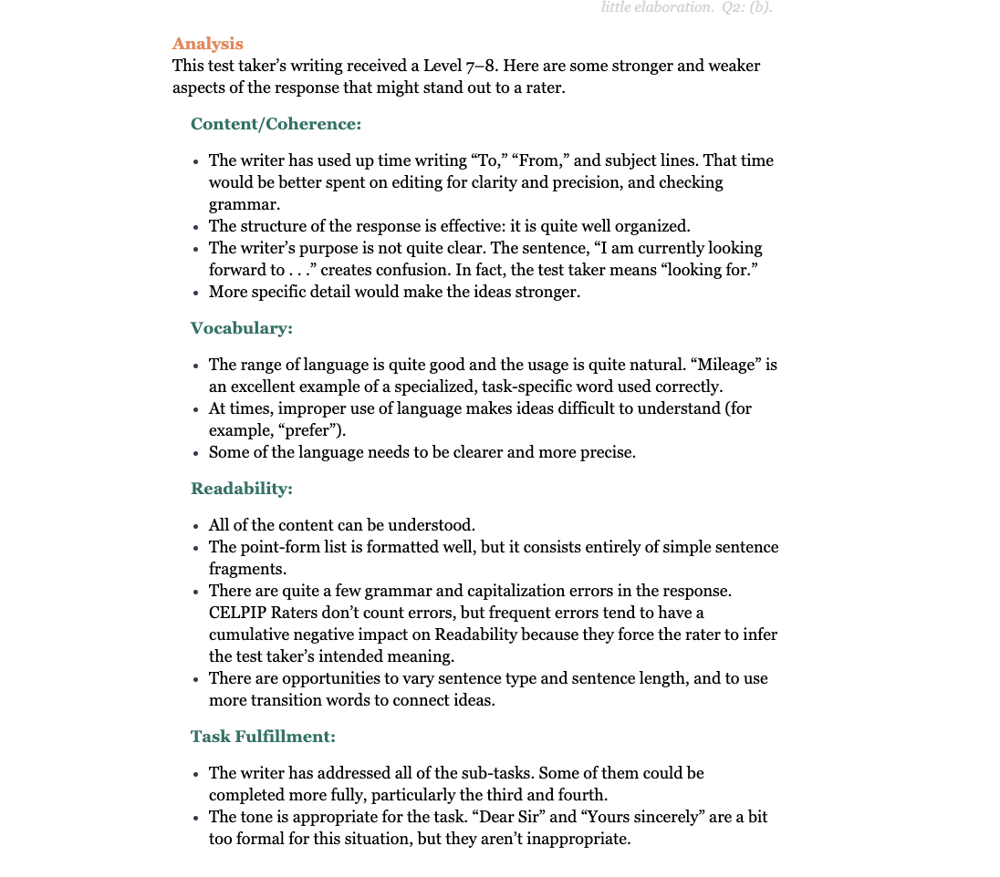 little elaboration.  Q2: (b).
Analysis
This test taker’s writing received a Level 7–8. Here are some stronger and weaker
aspects of the response that might stand out to a rater.
Content/Coherence:
• The writer has used up time writing “To,” “From,” and subject lines. That time
would be better spent on editing for clarity and precision, and checking
grammar.
• The structure of the response is effective: it is quite well organized.
• The writer’s purpose is not quite clear. The sentence, “I am currently looking
forward to . . .” creates confusion. In fact, the test taker means “looking for.”
• More specific detail would make the ideas stronger.
Vocabulary:
• The range of language is quite good and the usage is quite natural. “Mileage” is
an excellent example of a specialized, task-specific word used correctly.
• At times, improper use of language makes ideas difficult to understand (for
example, “prefer”).
• Some of the language needs to be clearer and more precise.
Readability:
• All of the content can be understood.
• The point-form list is formatted well, but it consists entirely of simple sentence
fragments.
• There are quite a few grammar and capitalization errors in the response.
CELPIP Raters don’t count errors, but frequent errors tend to have a
cumulative negative impact on Readability because they force the rater to infer
the test taker’s intended meaning.
• There are opportunities to vary sentence type and sentence length, and to use
more transition words to connect ideas.
Task Fulfillment:
• The writer has addressed all of the sub-tasks. Some of them could be
completed more fully, particularly the third and fourth.
• The tone is appropriate for the task. “Dear Sir” and “Yours sincerely” are a bit
too formal for this situation, but they aren’t inappropriate.